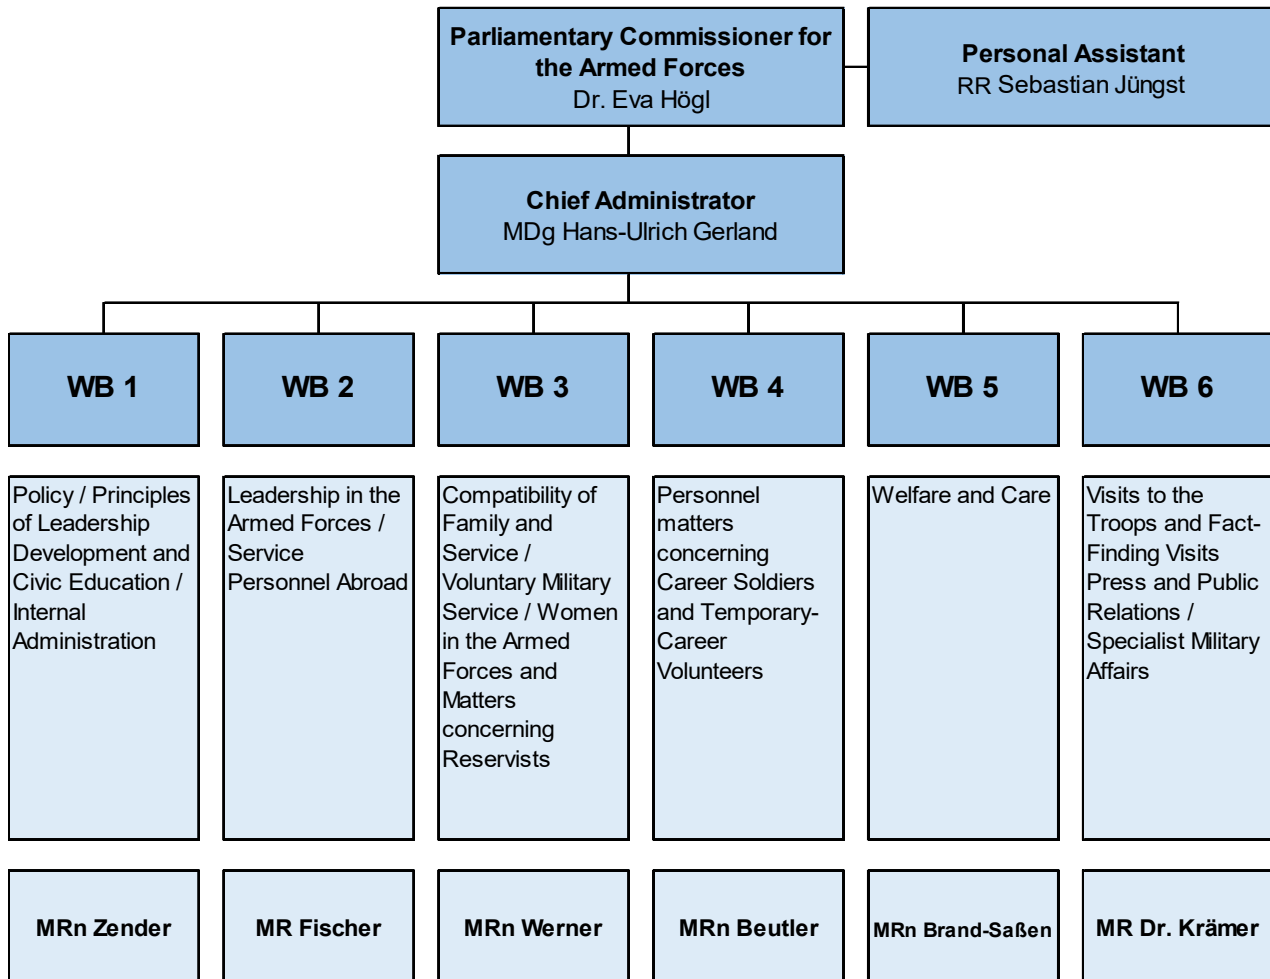 Parliamentary Commissioner for
the Armed Forces
Dr. Eva Högl
Personal Assistant
RR Sebastian Jüngst
Chief Administrator
MDg Hans-Ulrich Gerland
WB 1
WB 2
WB 3
WB 4
WB 5
WB 6
Policy / Principles
of Leadership
Development and
Civic Education /
Internal
Administration
Leadership in the
Armed Forces /
Service
Personnel Abroad
Compatibility of
Family and
Service /
Voluntary Military
Service / Women
in the Armed
Forces and
Matters
concerning
Reservists
Personnel
matters
concerning
Career Soldiers
and Temporary-
Career
Volunteers
Welfare and Care
Visits to the
Troops and Fact-
Finding Visits
Press and Public
Relations /
Specialist Military
Affairs
MRn Zender
MR Fischer
MRn Werner
MRn Beutler
MRn Brand-Saßen
MR Dr. Krämer